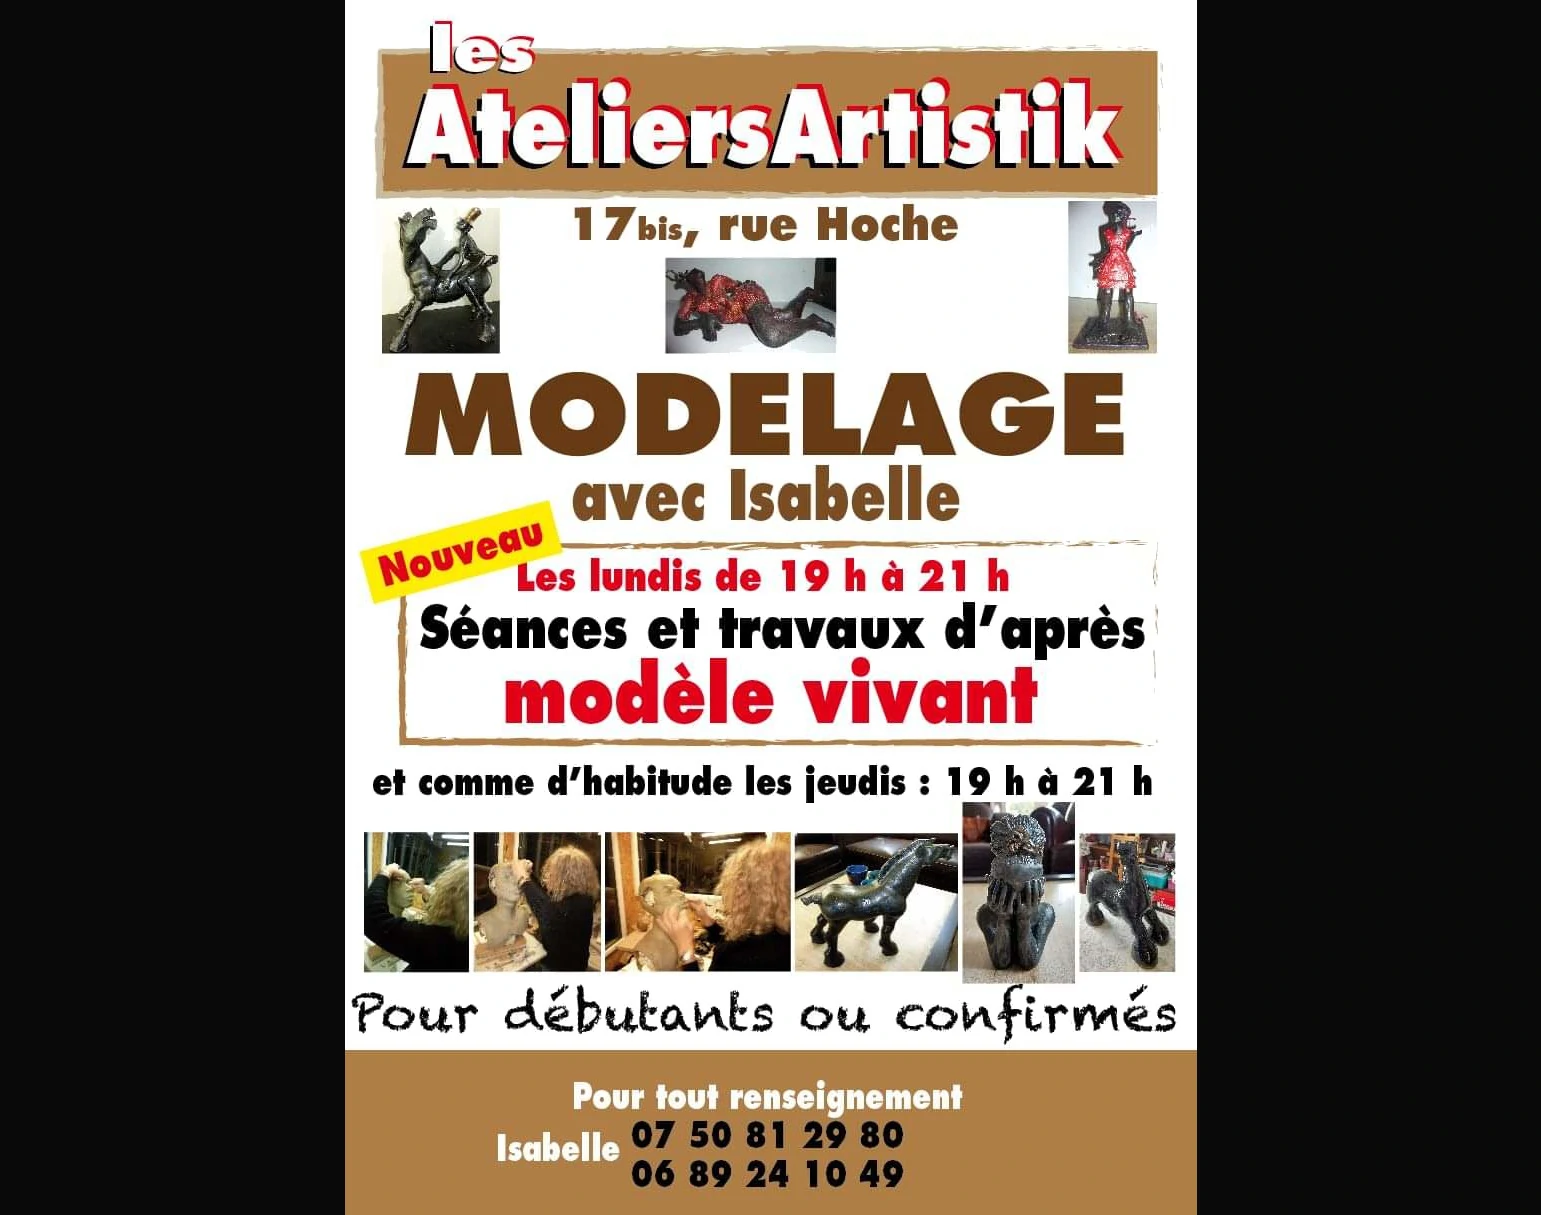 les
AteliersArtistik
17bis, rue Hoche
MODELAGE
avec Isabelle
Nouveau
Les lundis de 19 h à 21 h
Séances et travaux d’après
modèle vivant
et comme d’habitude les jeudis : 19 h à 21 h
Pour débutants ou confirmés
Pour tout renseignement
Isabelle 07 50 81 29 80
06 89 24 10 49